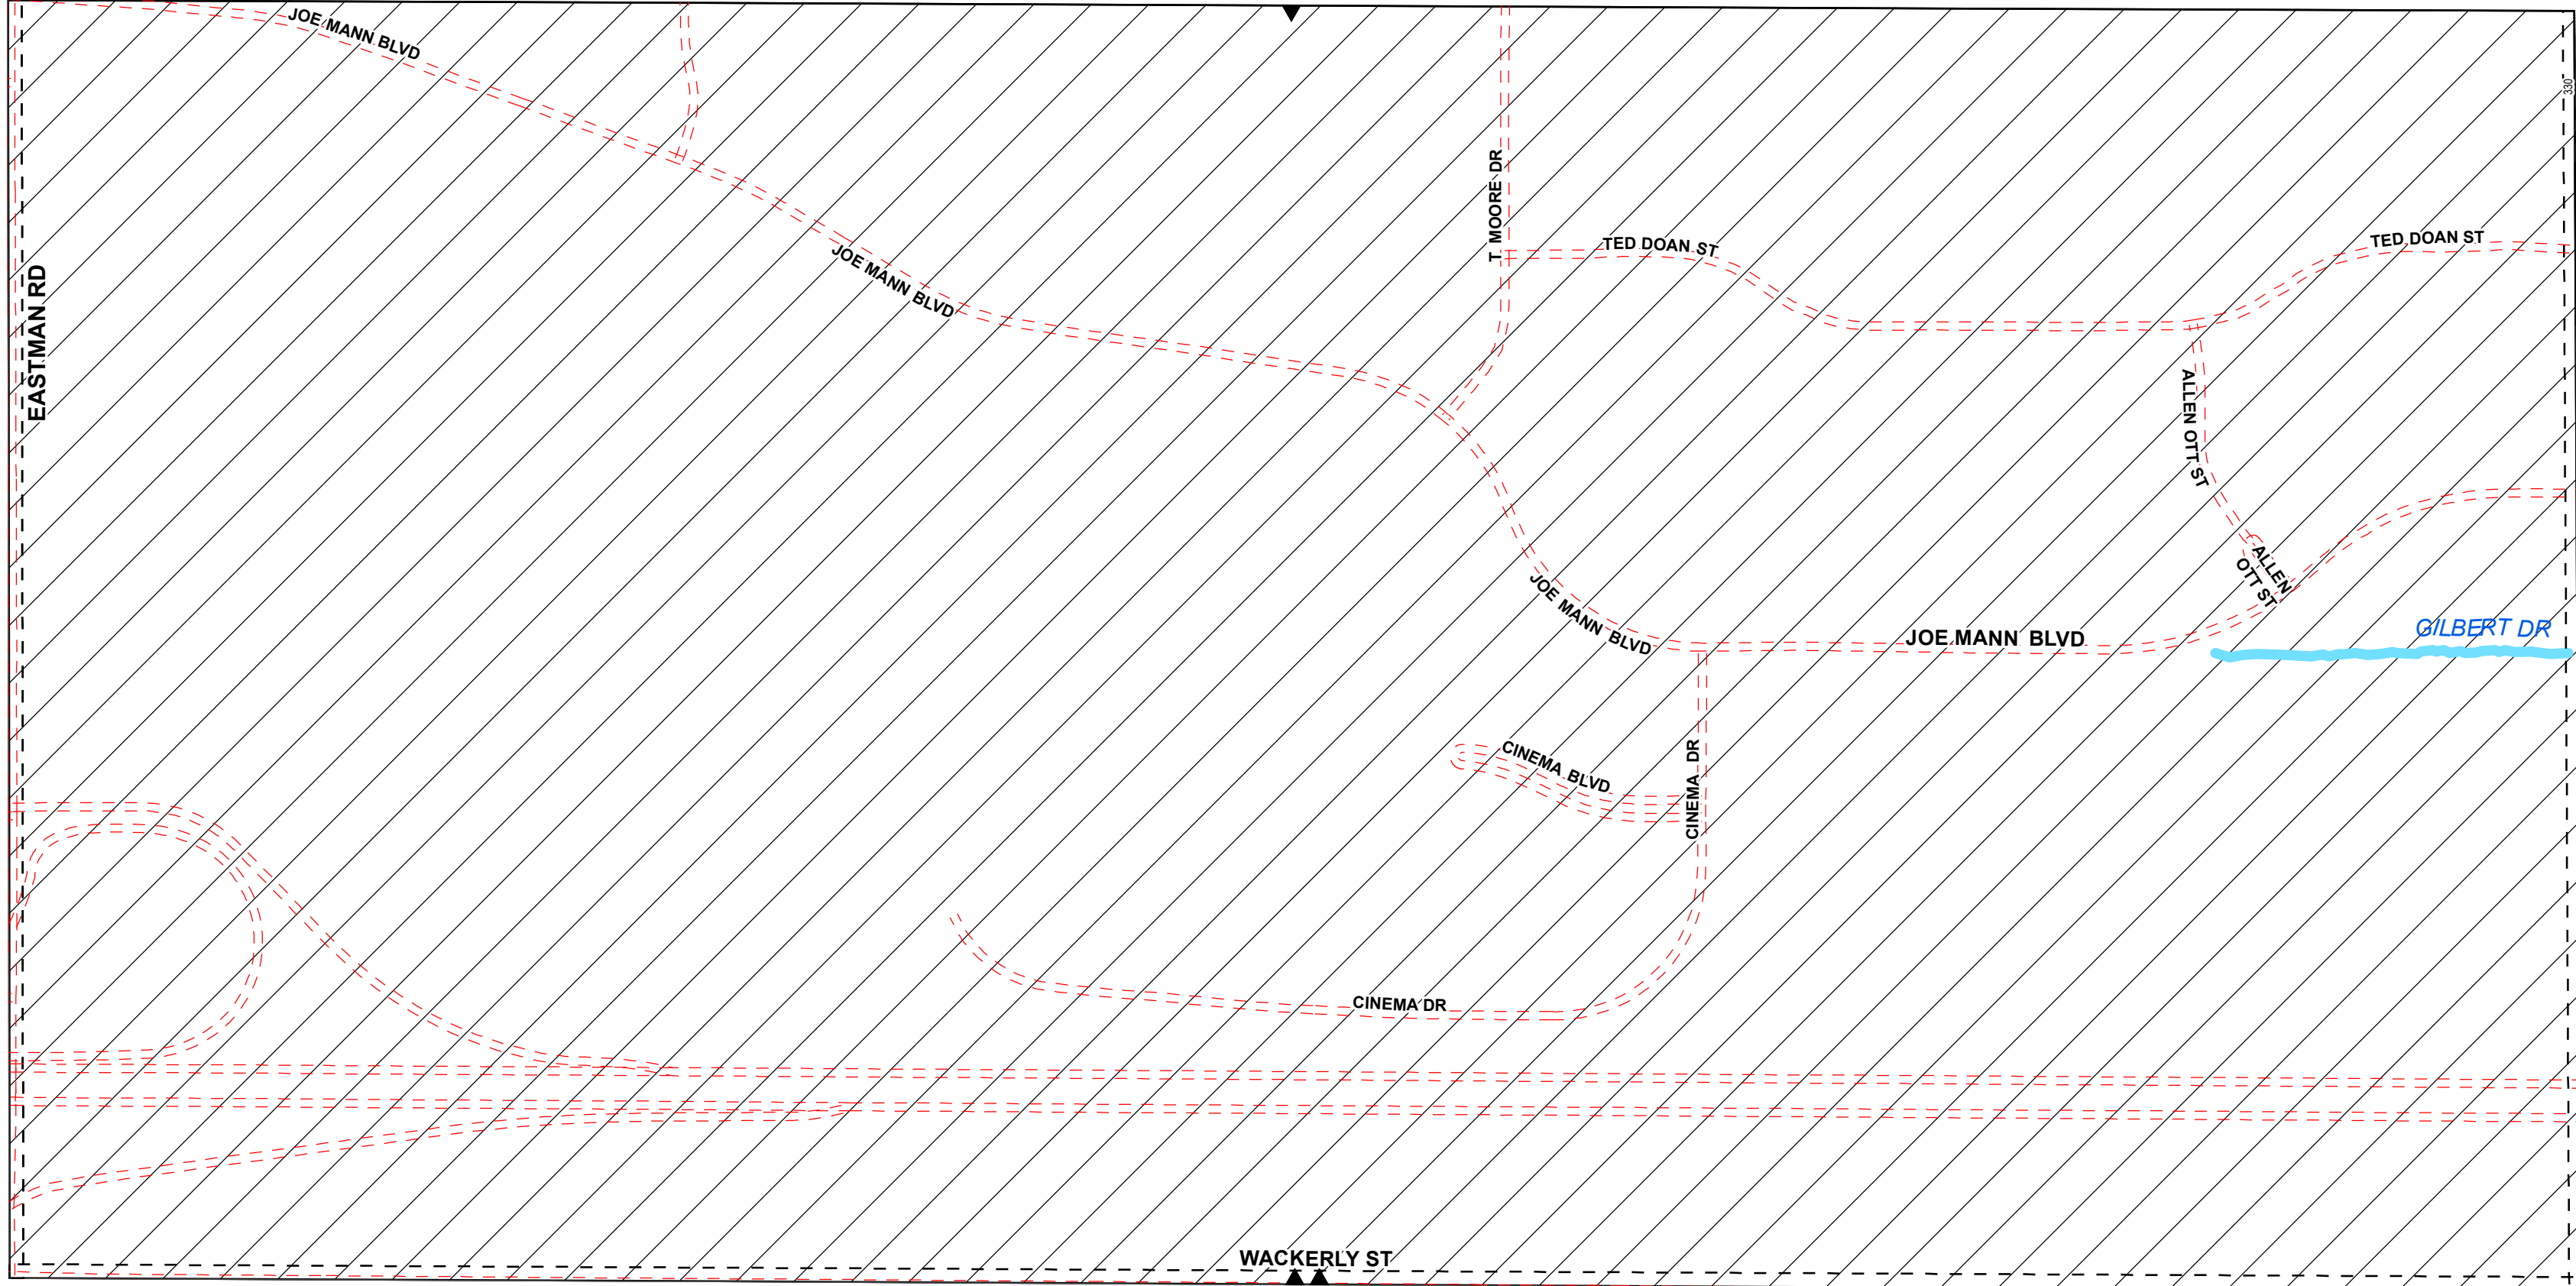 JOE MANN BLVD
330
T MOORE DR
TED DOAN ST
TED DOAN ST
JOE MANN BLVD
EASTMAN RD
ALLEN OTT ST
ALLEN
OTT ST
JOE MANN BLVD
JOE MANN BLVD
GILBERT DR
CINEMA BLVD
CINEMA DR
CINEMA DR
WACKERLY ST